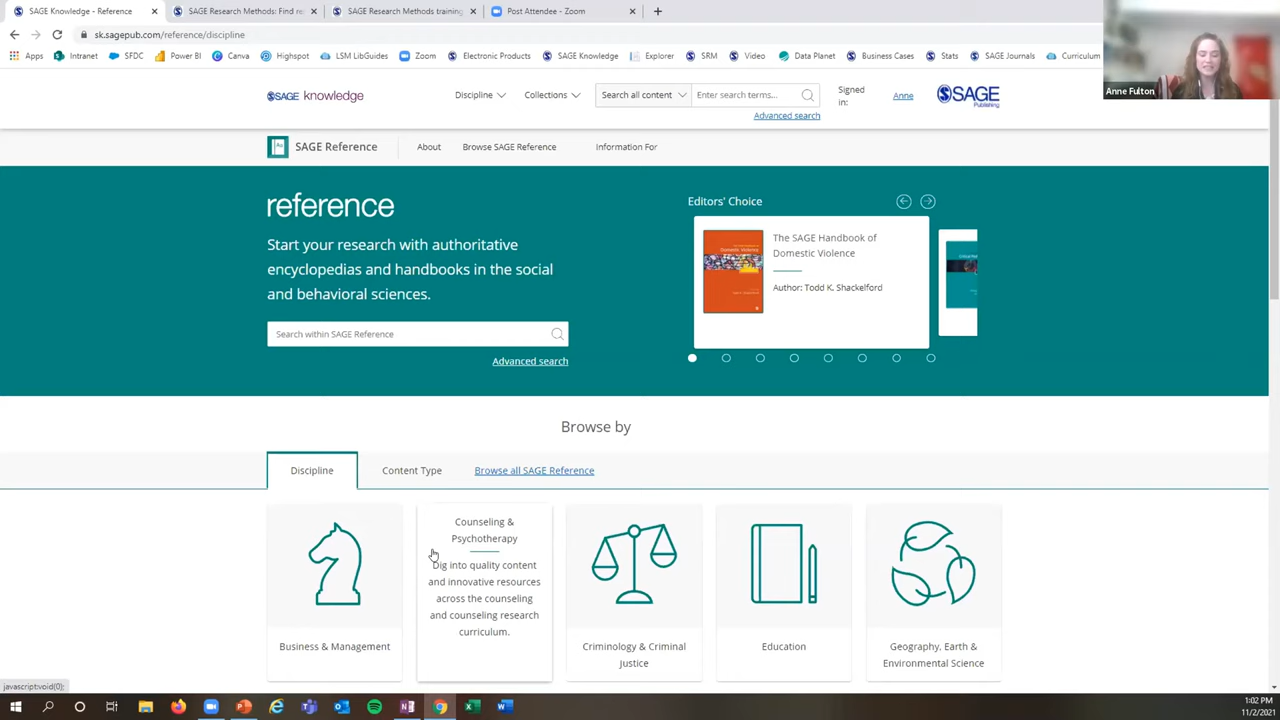 SAGE Knowledge - Reference
SAGE Research Methods: Find re
SAGE Research Methods training
Post Attendee - Zoom
sk.sagepub.com/reference/discipline
Apps
Intranet
SFDC
Power BI
Canva
Highspot
LSM LibGuides
Zoom
Electronic Products
SAGE Knowledge
Explorer
SRM
Video
Data Planet
Business Cases
Stats
SAGE Journals
Curriculum
Anne Fulton
SAGE knowledge
Discipline
Collections
Search all content
Enter search terms...
Signed
in:
Anne
SAGE
Publishing
Advanced search
SAGE Reference
About
Browse SAGE Reference
Information For
reference
Start your research with authoritative
encyclopedias and handbooks in the social
and behavioral sciences.
Search within SAGE Reference
Advanced search
Editors' Choice
The SAGE Handbook of
Domestic Violence
Author: Todd K. Shackelford
Browse by
Discipline
Content Type
Browse all SAGE Reference
Business & Management
Counseling &
Psychotherapy
Dig into quality content
and innovative resources
across the counseling
and counseling research
curriculum.
Criminology & Criminal
Justice
Education
Geography, Earth &
Environmental Science
javascript:void(0);
1:02 PM
11/2/2021